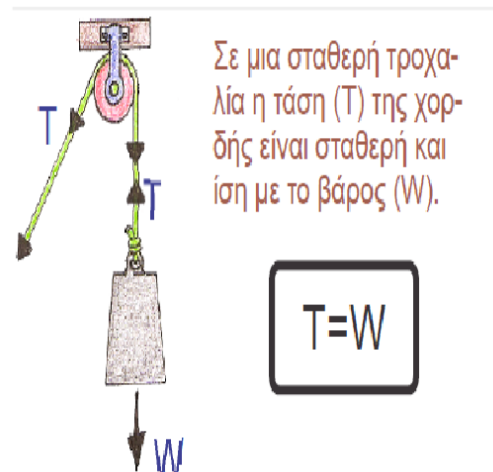 Σε μια σταθερή τροχα-
λία η τάση (Τ) της χορ-
δής είναι σταθερή και
ίση με το βάρος (W).
T
T
T=W
W